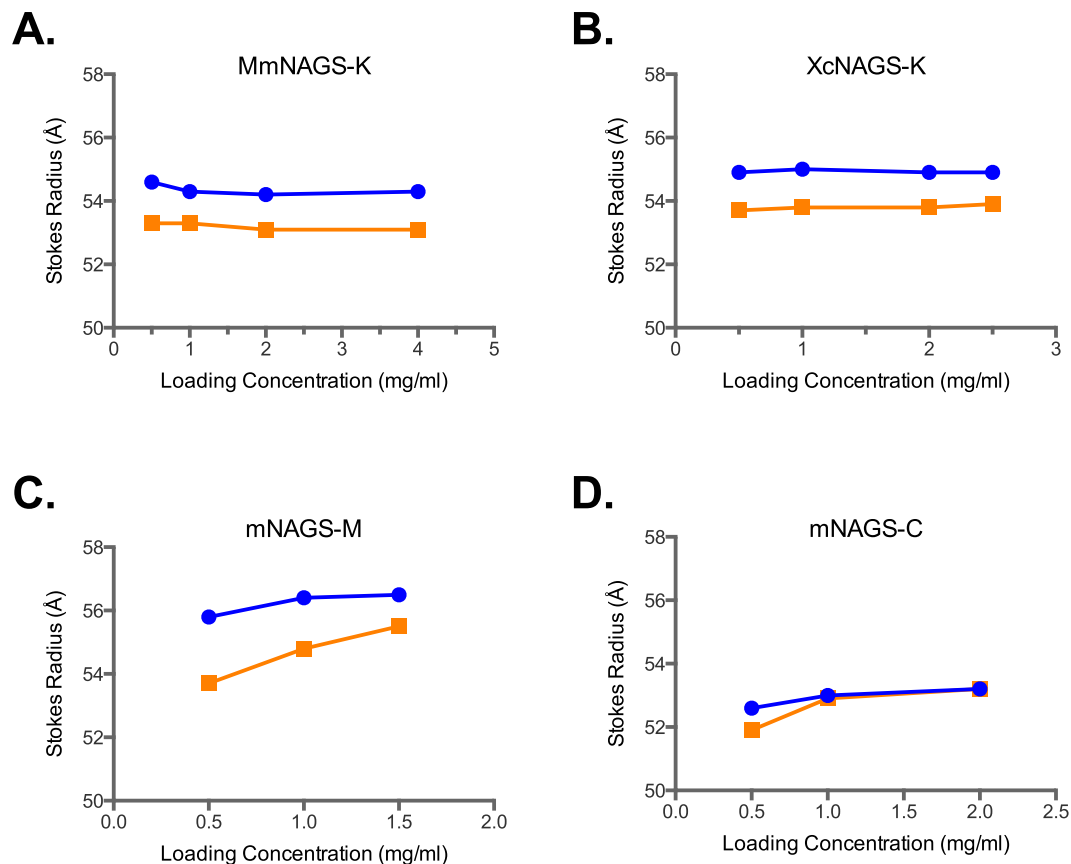 A.
MmNAGS-K
58
56
54
52
50
Stokes Radius (Å)
0 1 2 3 4 5
Loading Concentration (mg/ml)
B.
XcNAGS-K
58
56
54
52
50
Stokes Radius (Å)
0 1 2 3
Loading Concentration (mg/ml)
C.
mNAGS-M
58
56
54
52
50
Stokes Radius (Å)
0.0 0.5 1.0 1.5 2.0
Loading Concentration (mg/ml)
D.
mNAGS-C
58
56
54
52
50
Stokes Radius (Å)
0.0 0.5 1.0 1.5 2.0 2.5
Loading Concentration (mg/ml)